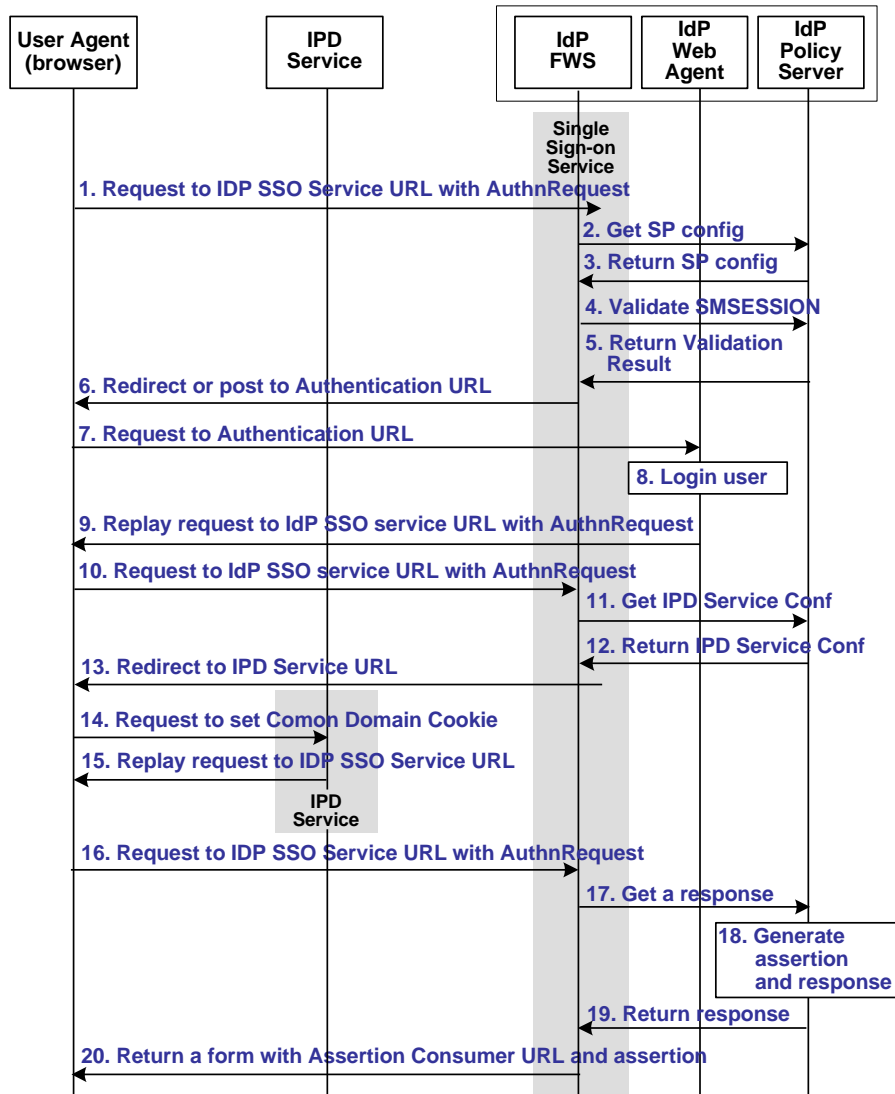 User Agent
(browser)
IPD
Service
IdP
FWS
IdP
Web
Agent
IdP
Policy
Server
Single
Sign-on
Service
1. Request to IDP SSO Service URL with AuthnRequest
2. Get SP config
3. Return SP config
4. Validate SMSESSION
5. Return Validation
Result
6. Redirect or post to Authentication URL
7. Request to Authentication URL
8. Login user
9. Replay request to IdP SSO service URL with AuthnRequest
10. Request to IdP SSO service URL with AuthnRequest
11. Get IPD Service Conf
12. Return IPD Service Conf
13. Redirect to IPD Service URL
14. Request to set Comon Domain Cookie
15. Replay request to IDP SSO Service URL
IPD
Service
16. Request to IDP SSO Service URL with AuthnRequest
17. Get a response
18. Generate
assertion
and response
19. Return response
20. Return a form with Assertion Consumer URL and assertion